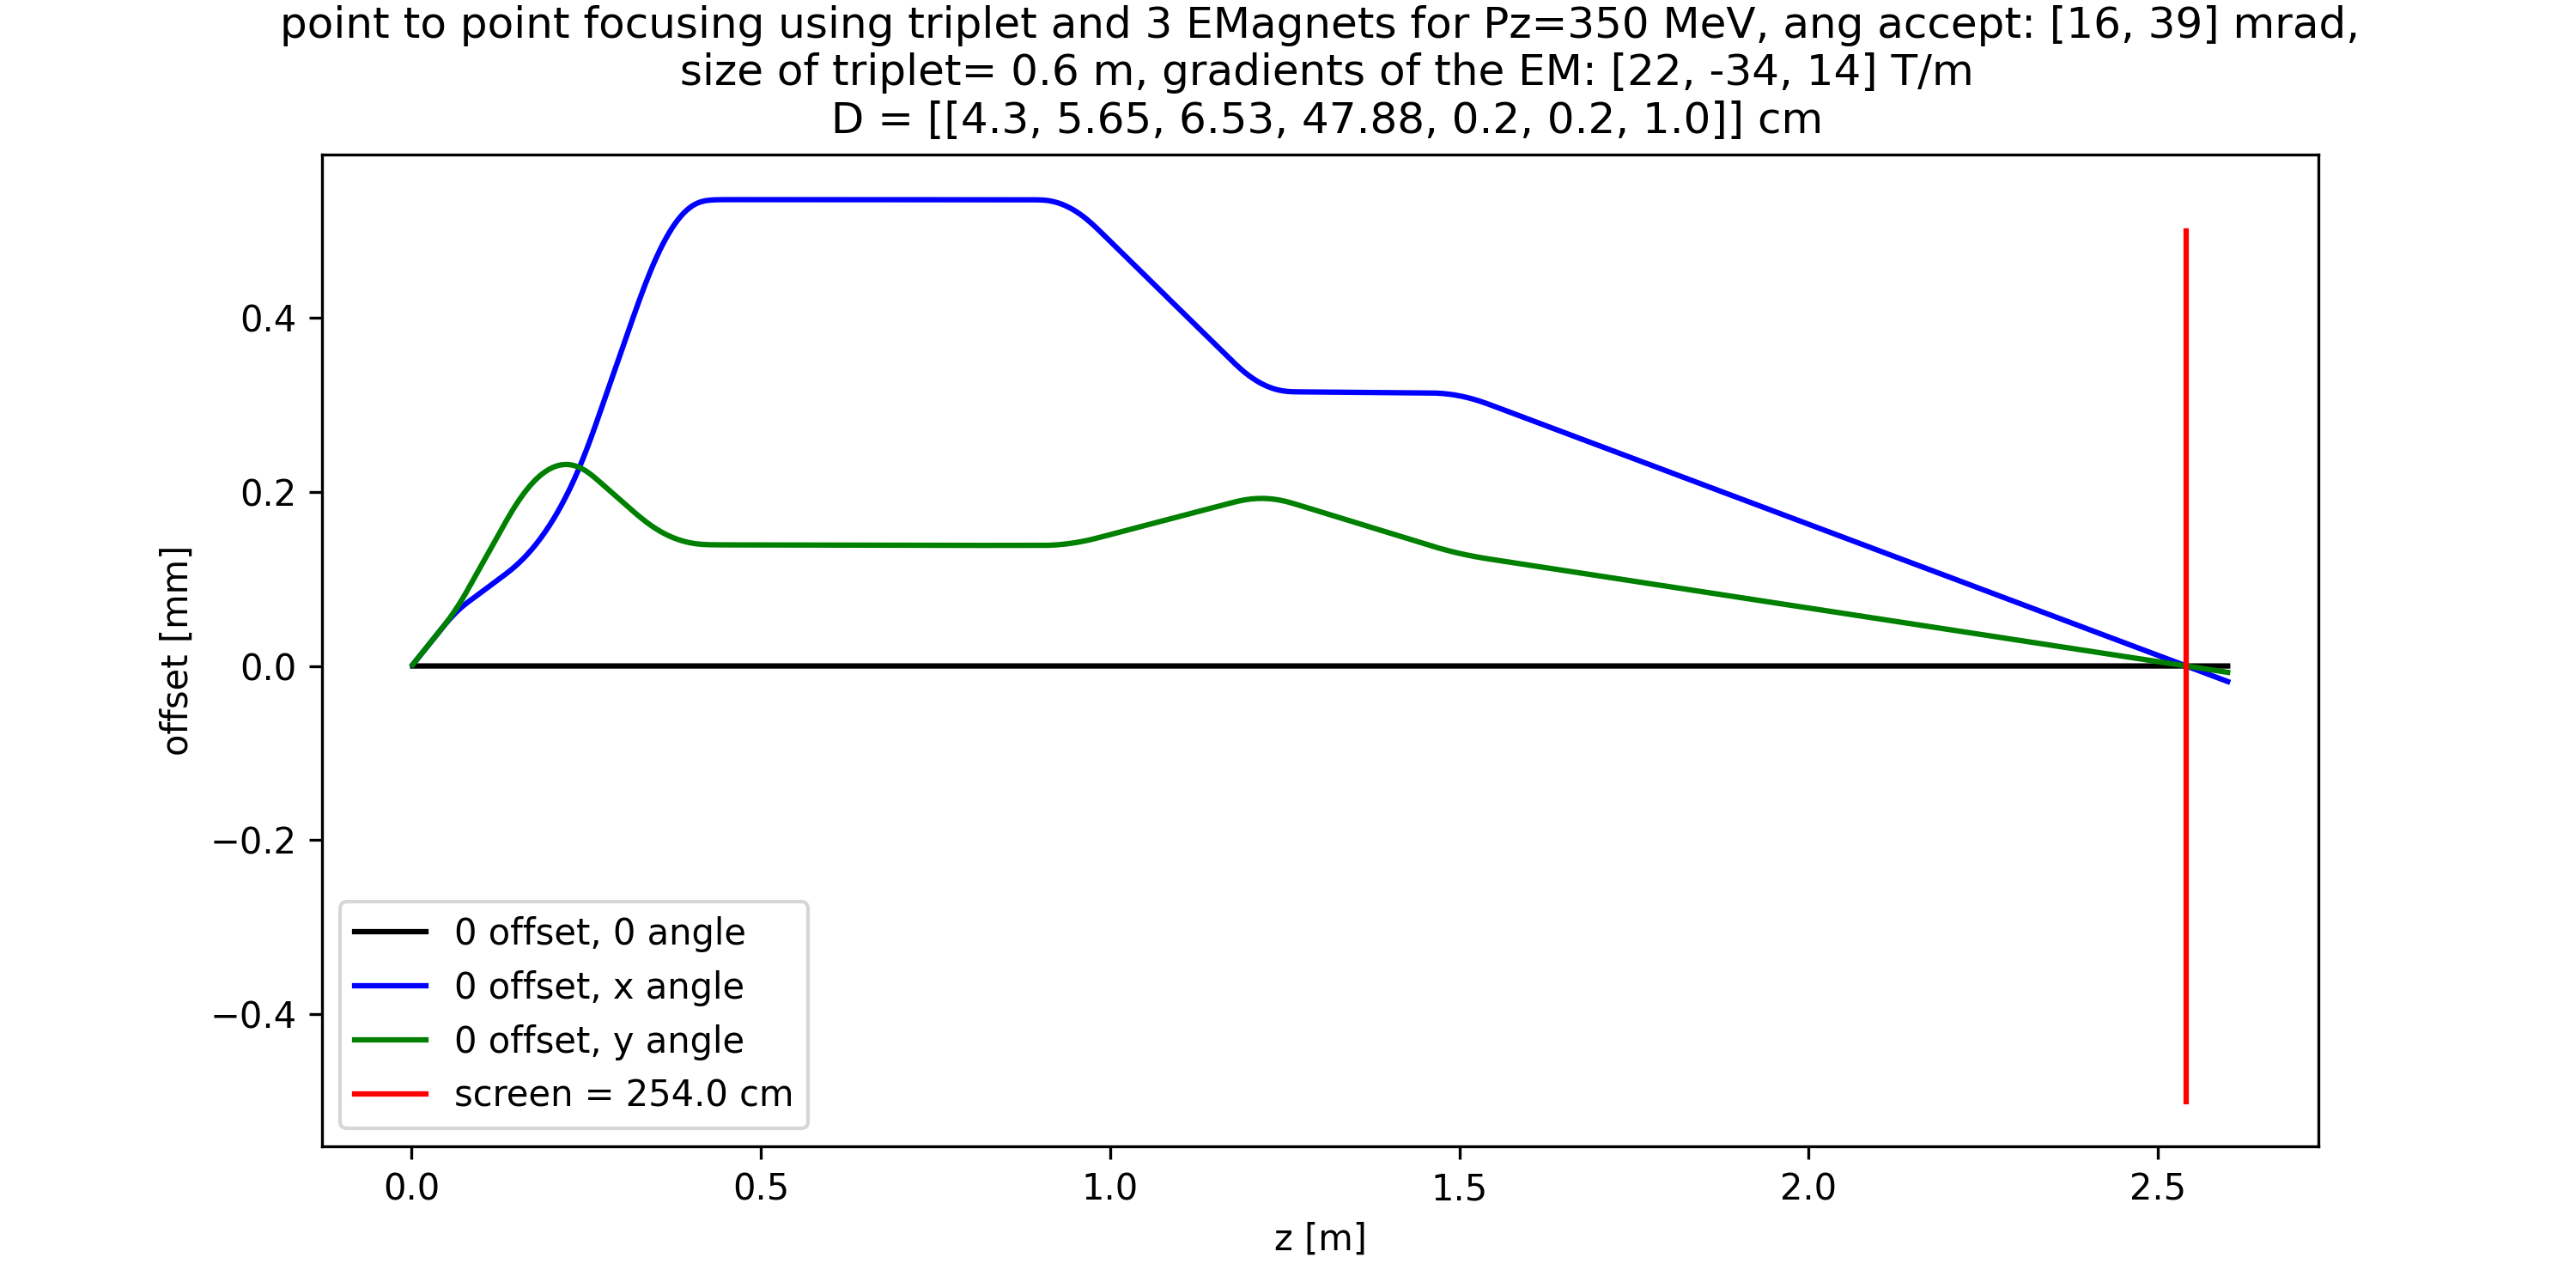 point to point focusing using triplet and 3 EMagnets for Pz=350 MeV, ang accept: [16, 39] mrad,
size of triplet= 0.6 m, gradients of the EM: [22, -34, 14] T/m
D = [[4.3, 5.65, 6.53, 47.88, 0.2, 0.2, 1.0]] cm
offset [mm]
0.4
0.2
0.0
−0.2
−0.4
0 offset, 0 angle
0 offset, x angle
0 offset, y angle
screen = 254.0 cm
0.0 0.5 1.0 1.5 2.0 2.5
z [m]